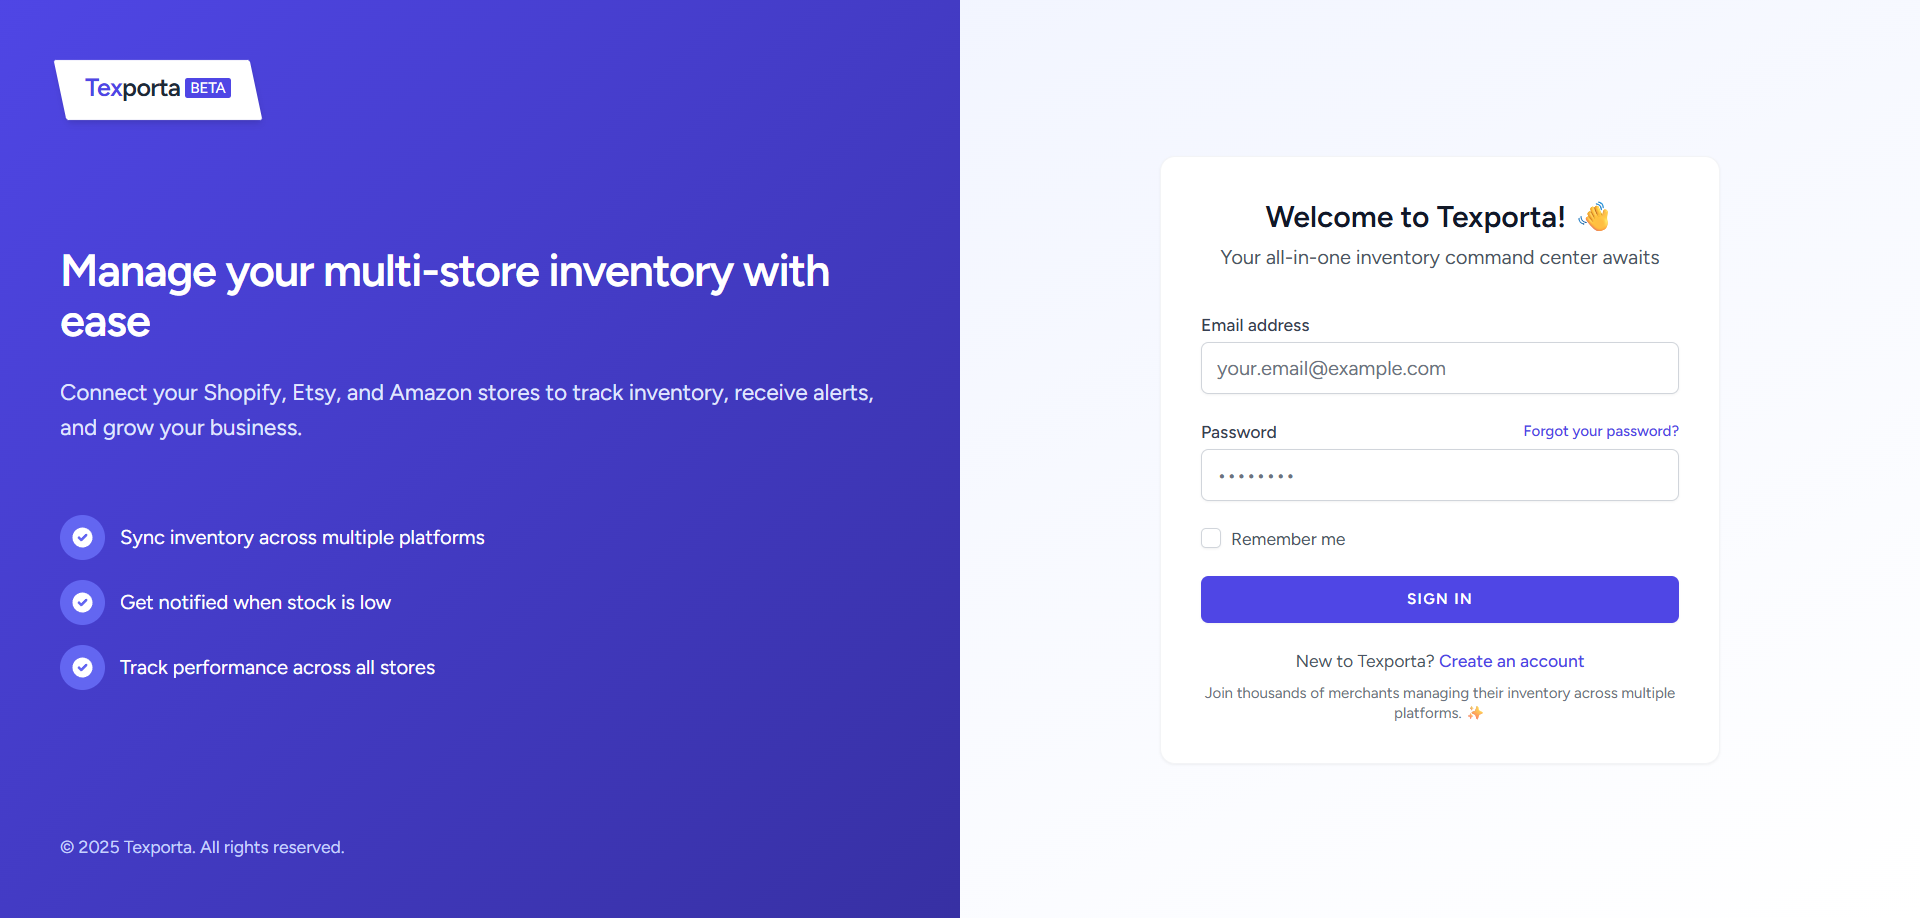 Texporta BETA
Manage your multi-store inventory with
ease
Connect your Shopify, Etsy, and Amazon stores to track inventory, receive alerts,
and grow your business.
Sync inventory across multiple platforms
Get notified when stock is low
Track performance across all stores
© 2025 Texporta. All rights reserved.
Welcome to Texporta! 👋
Your all-in-one inventory command center awaits
Email address
your.email@example.com
Password
Forgot your password?
••••••••
Remember me
SIGN IN
New to Texporta? Create an account
Join thousands of merchants managing their inventory across multiple
platforms. ✨